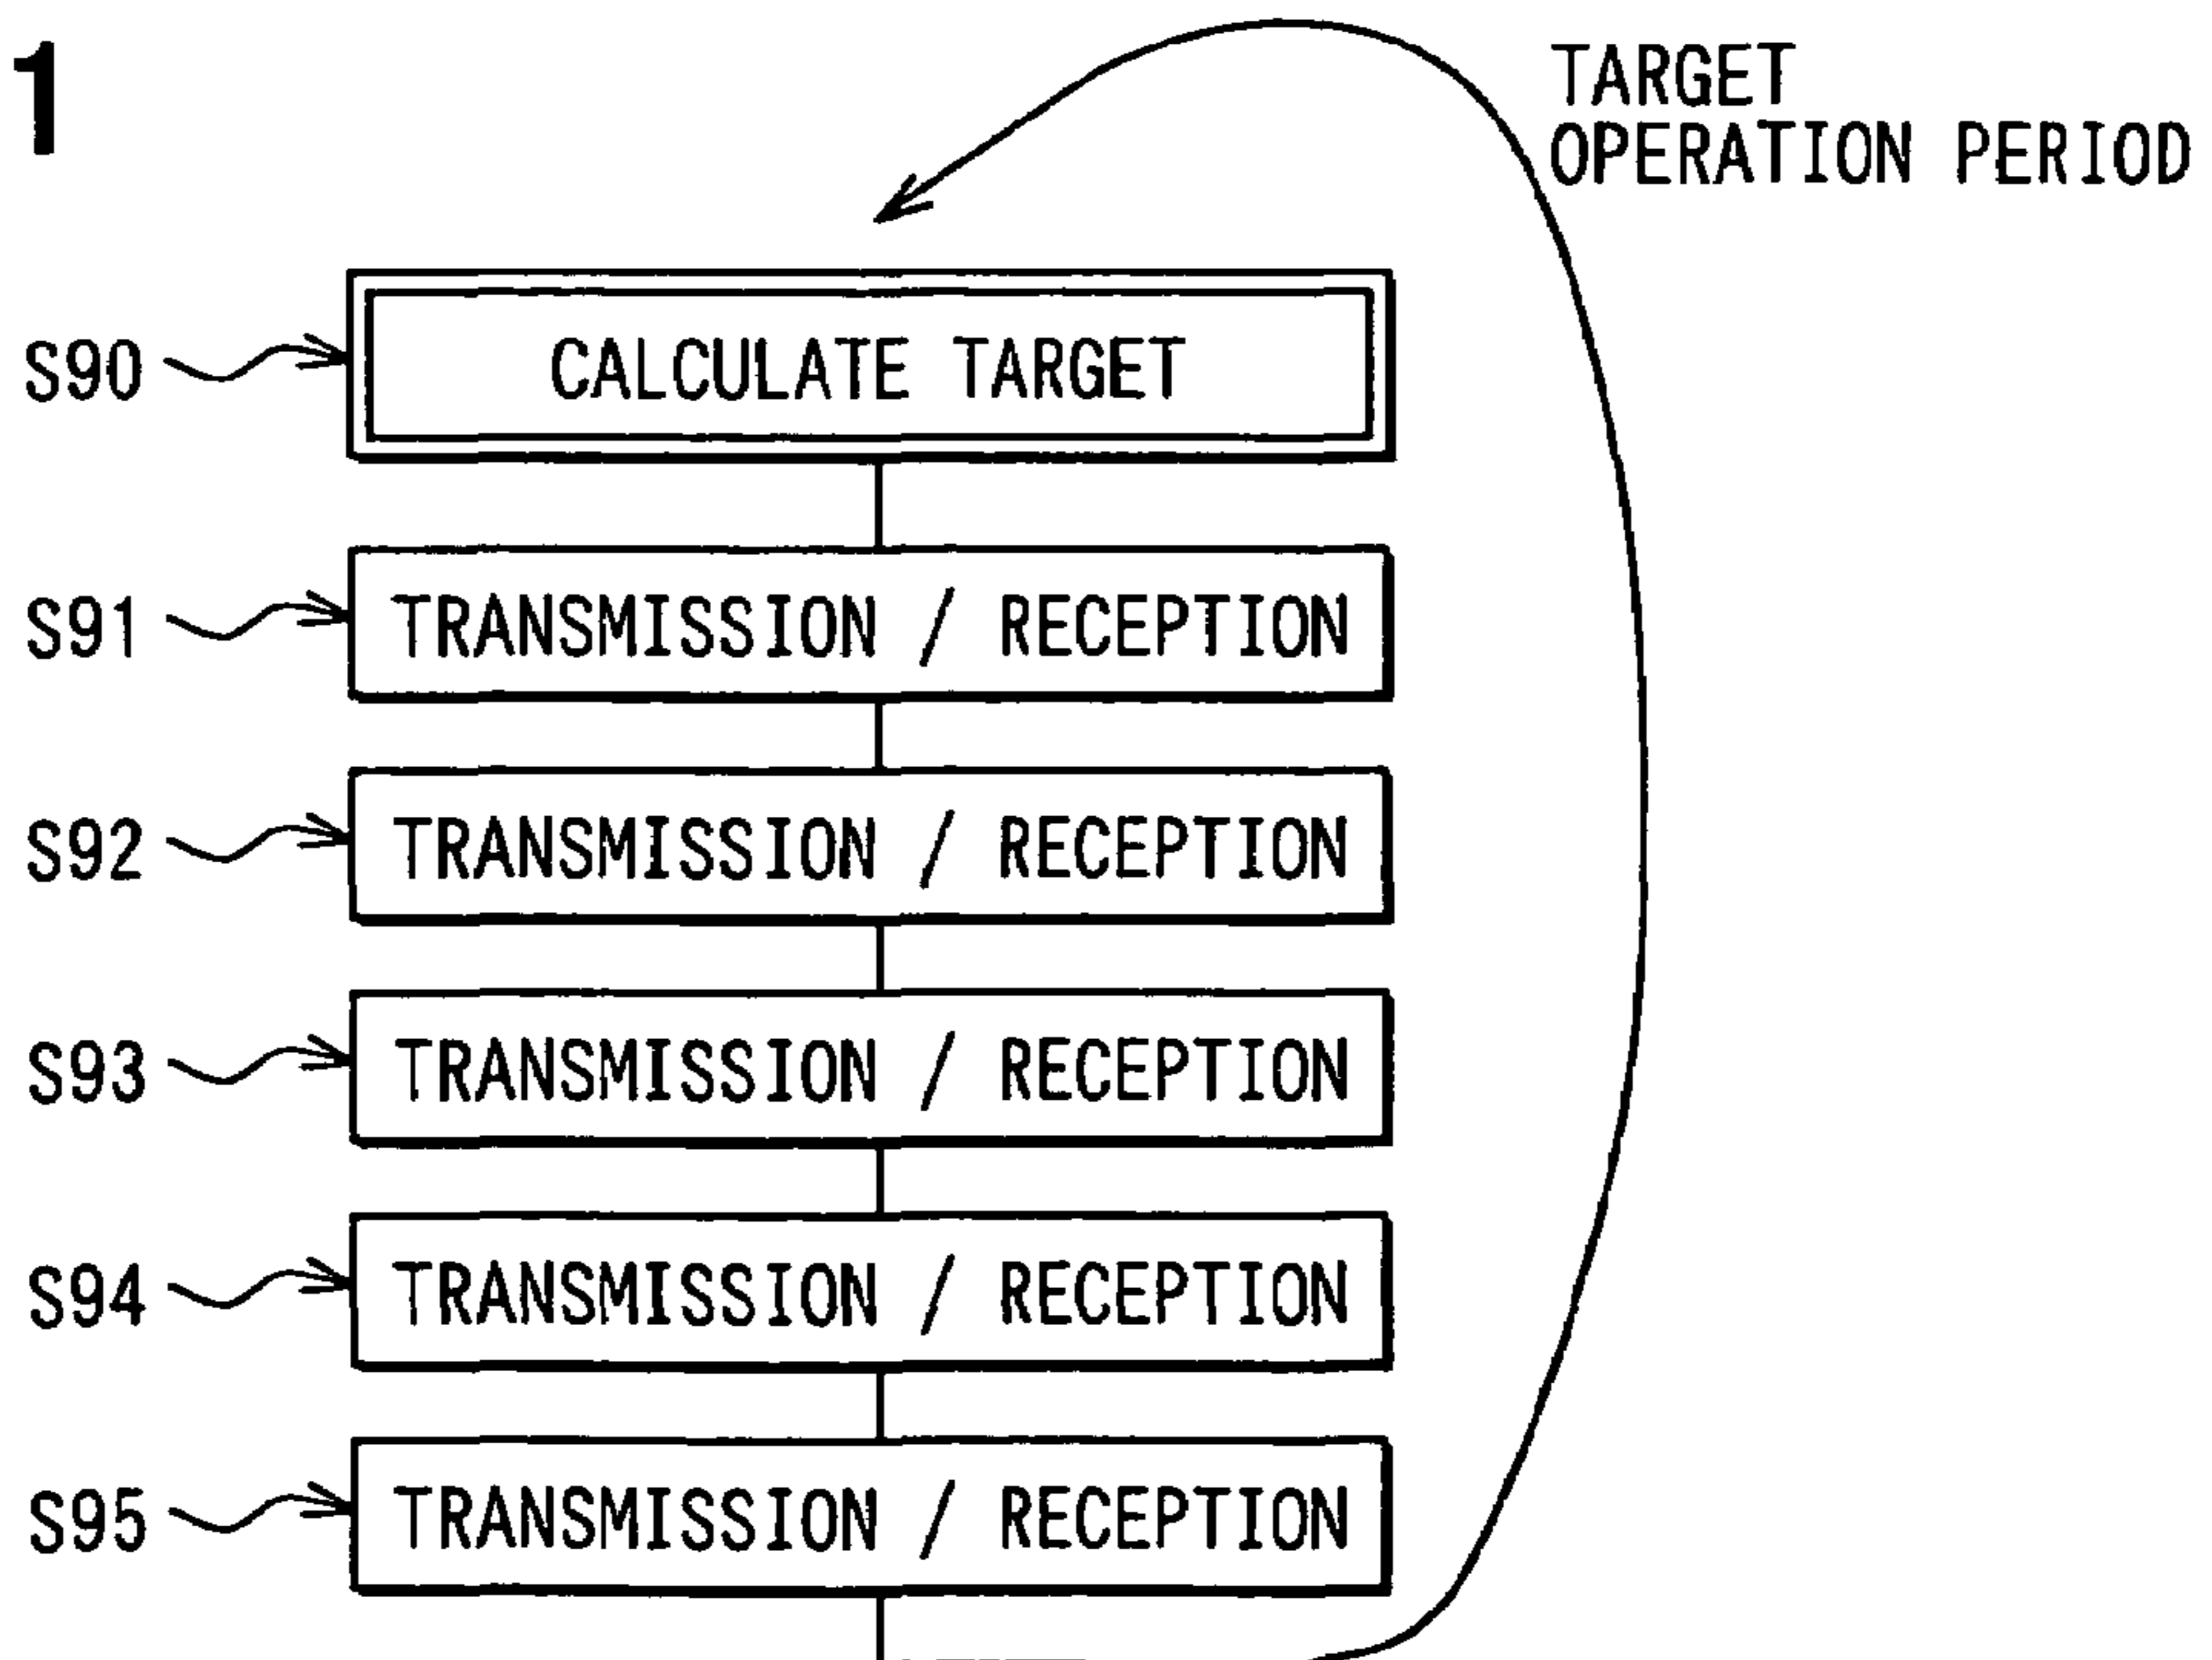 1
TARGET
OPERATION PERIOD
S90 CALCULATE TARGET
S91 TRANSMISSION / RECEPTION
S92 TRANSMISSION / RECEPTION
S93 TRANSMISSION / RECEPTION
S94 TRANSMISSION / RECEPTION
S95 TRANSMISSION / RECEPTION